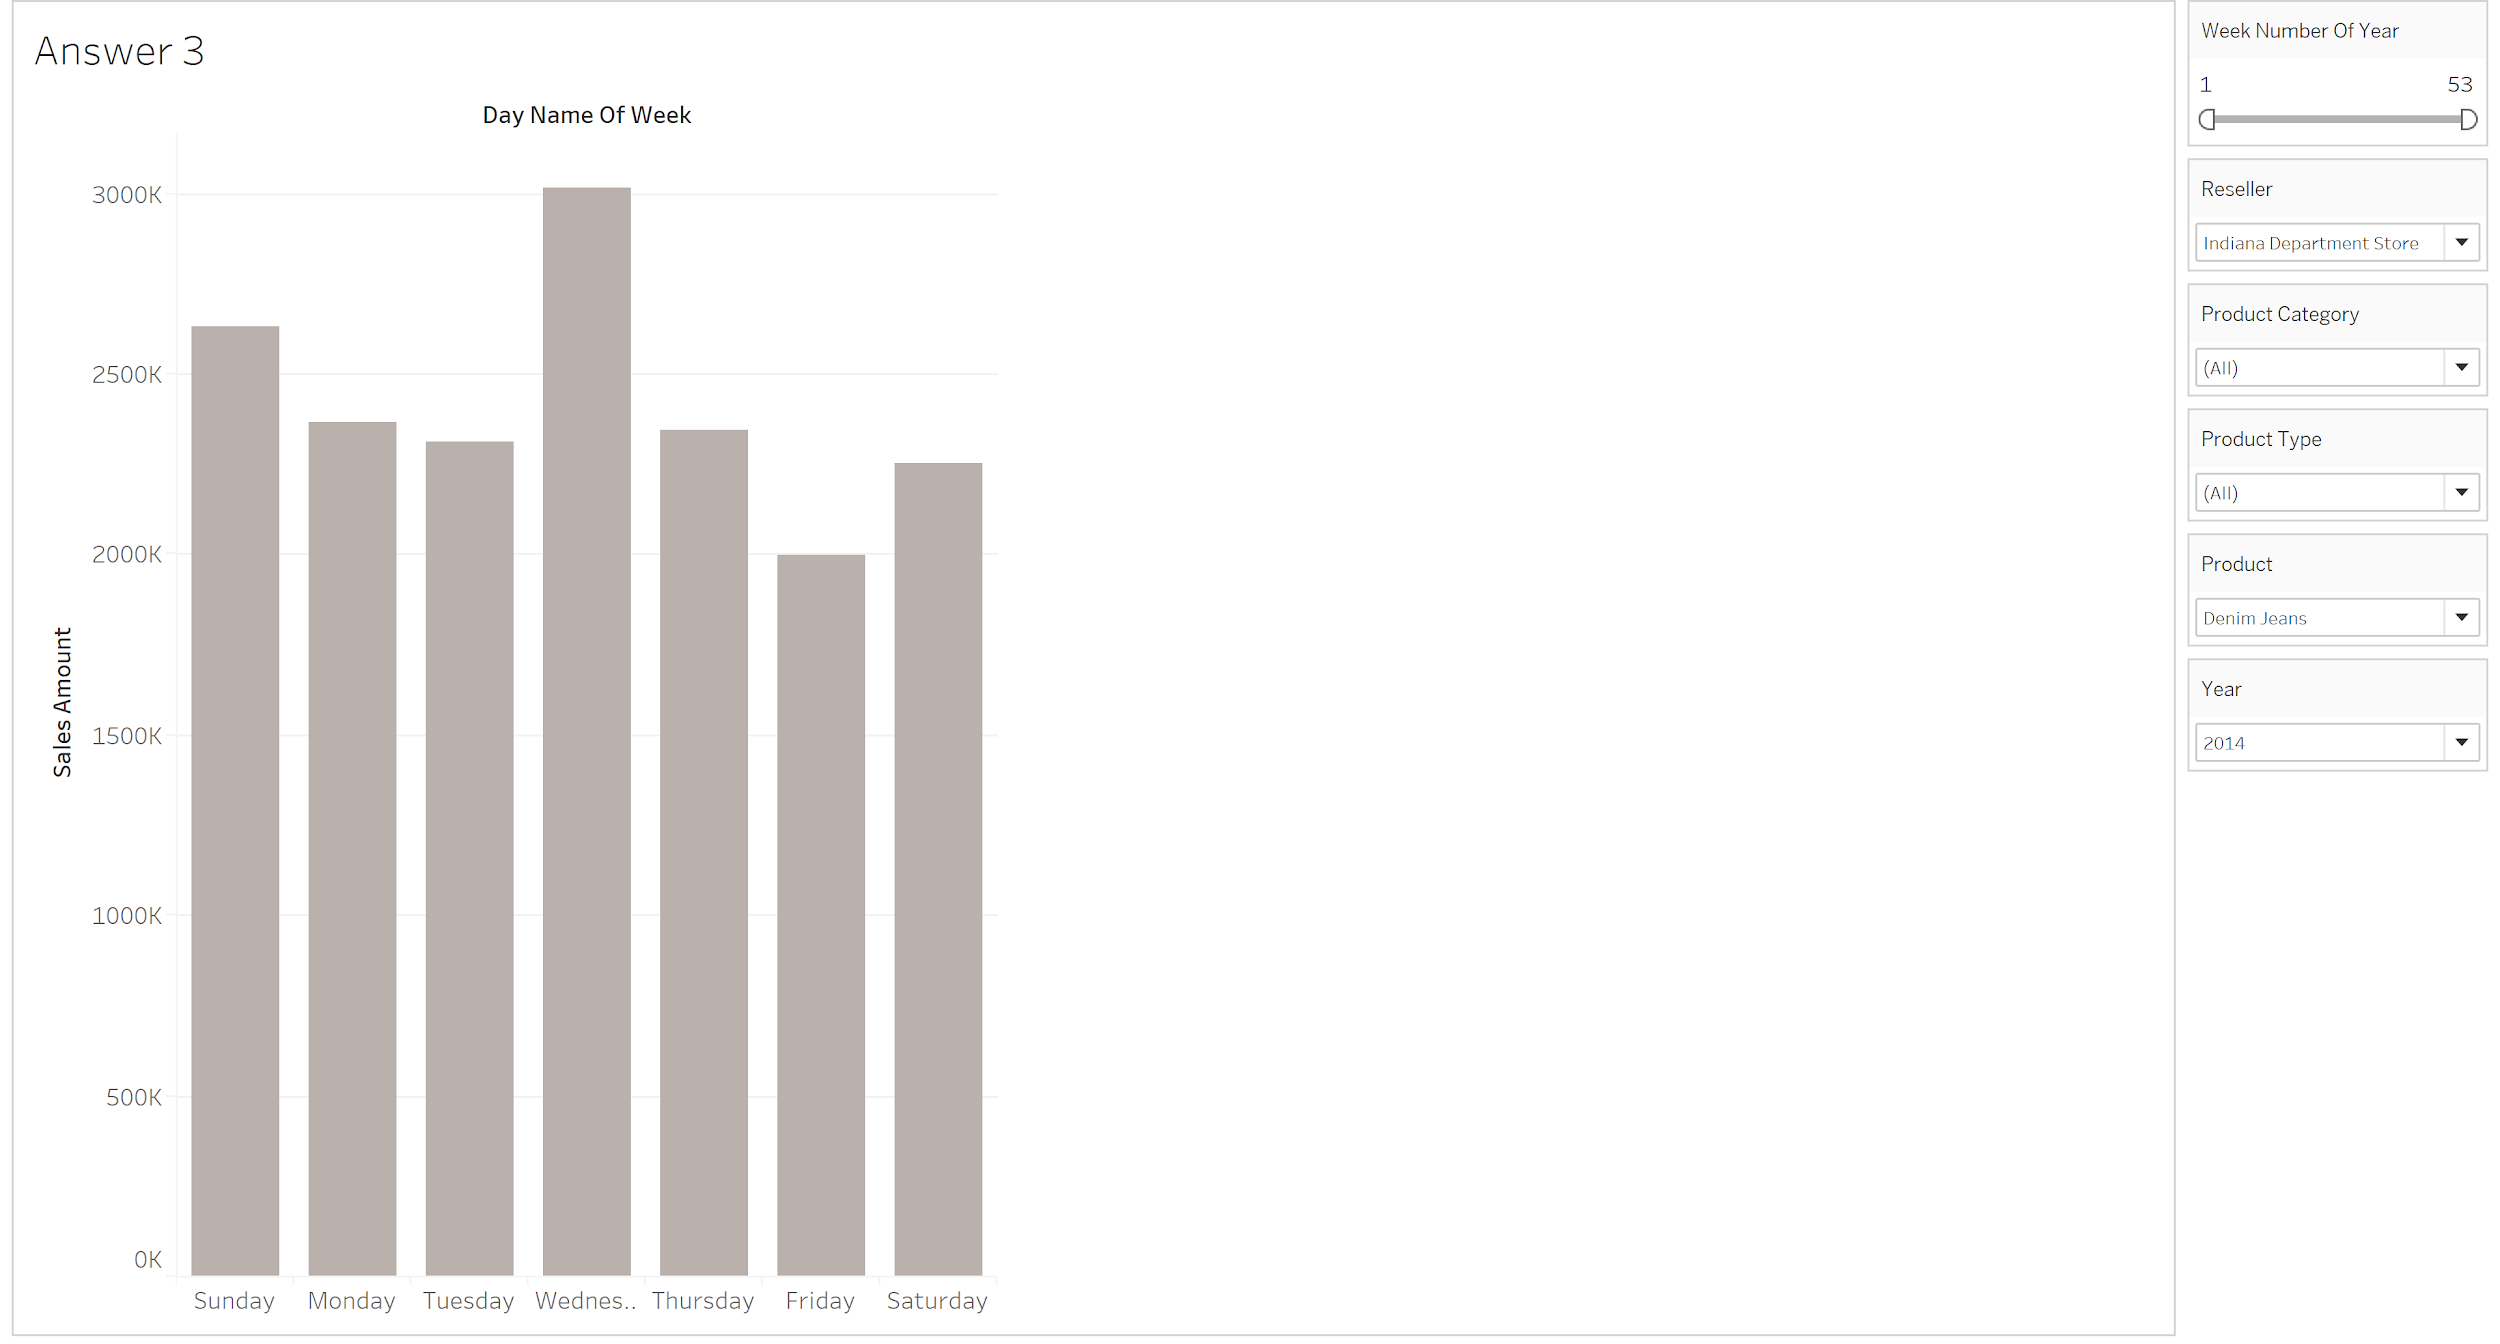 Answer 3
Day Name Of Week
3000K
2500K
2000K
1500K
1000K
500K
0K
Sales Amount
Sunday Monday Tuesday Wednes.. Thursday Friday Saturday
Week Number Of Year
1 53
Reseller
Indiana Department Store
Product Category
(All)
Product Type
(All)
Product
Denim Jeans
Year
2014